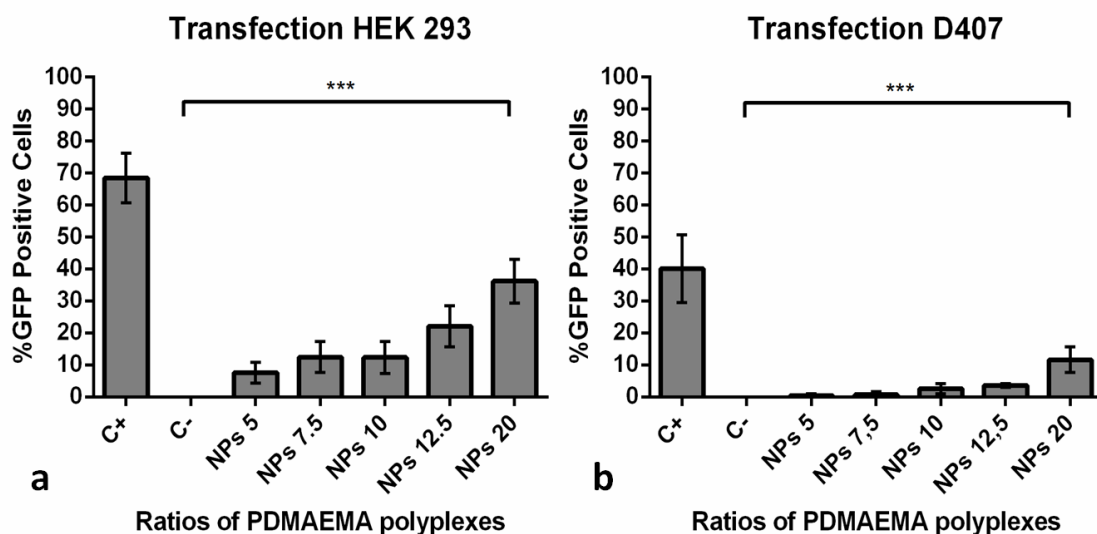 Transfection HEK 293
***
%GFP Positive Cells
100
90
80
70
60
50
40
30
20
10
0
C+
C-
NPs 5
NPs 7.5
NPs 10
NPs 12.5
NPs 20
a
Ratios of PDMAEMA polyplexes
Transfection D407
***
%GFP Positive Cells
100
90
80
70
60
50
40
30
20
10
0
C+
C-
NPs 5
NPs 7,5
NPs 10
NPs 12,5
NPs 20
b
Ratios of PDMAEMA polyplexes